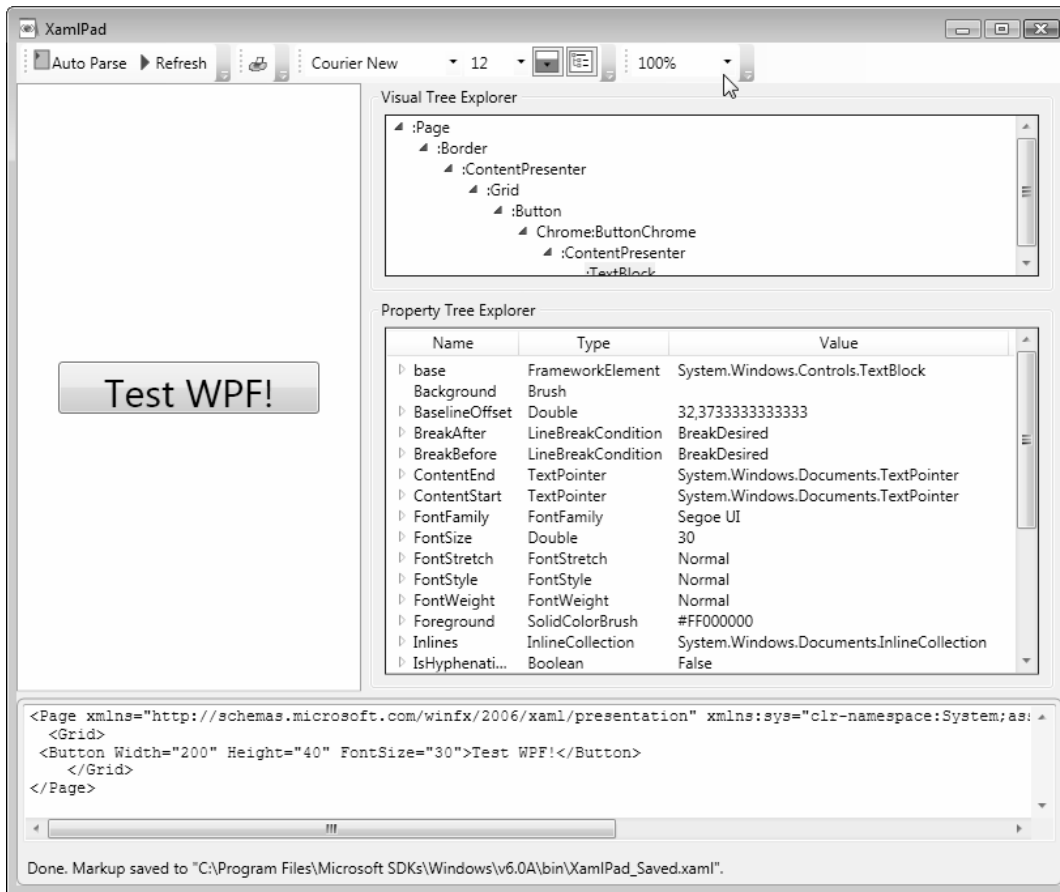 XamlPad
Auto Parse Refresh Courier New 12 100%
Visual Tree Explorer
:Page
:Border
:ContentPresenter
:Grid
:Button
Chrome:ButtonChrome
:ContentPresenter
:TextBlock
Test WPF!
Property Tree Explorer
Name Type Value
base FrameworkElement System.Windows.Controls.TextBlock
Background Brush
BaselineOffset Double 32,3733333333333
BreakAfter LineBreakCondition BreakDesired
BreakBefore LineBreakCondition BreakDesired
ContentEnd TextPointer System.Windows.Documents.TextPointer
ContentStart TextPointer System.Windows.Documents.TextPointer
FontFamily FontFamily Segoe UI
FontSize Double 30
FontStretch FontStretch Normal
FontStyle FontStyle Normal
FontWeight FontWeight Normal
Foreground SolidColorBrush #FF000000
Inlines InlineCollection System.Windows.Documents.InlineCollection
IsHyphenati... Boolean False
<Page xmlns="http://schemas.microsoft.com/winfx/2006/xaml/presentation" xmlns:sys="clr-namespace:System;as
<Grid>
<Button Width="200" Height="40" FontSize="30">Test WPF!</Button>
</Grid>
</Page>
Done. Markup saved to "C:\Program Files\Microsoft SDKs\Windows\v6.0A\bin\XamlPad_Saved.xaml".